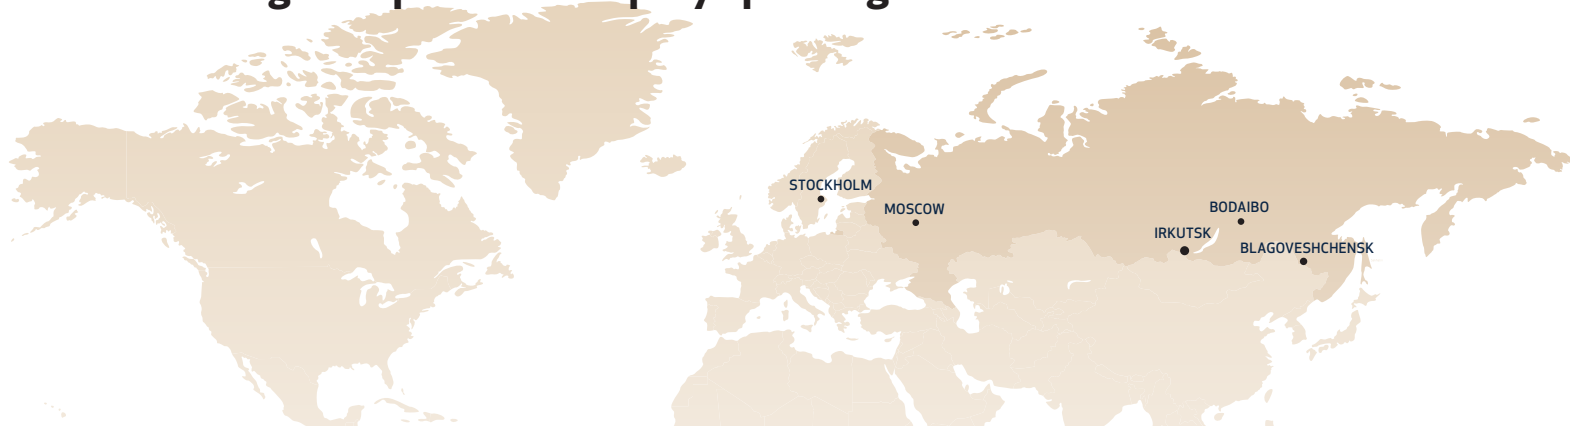 STOCKHOLM
MOSCOW
BODAIBO
IRKUTSK
BLAGOVESHCHENSK